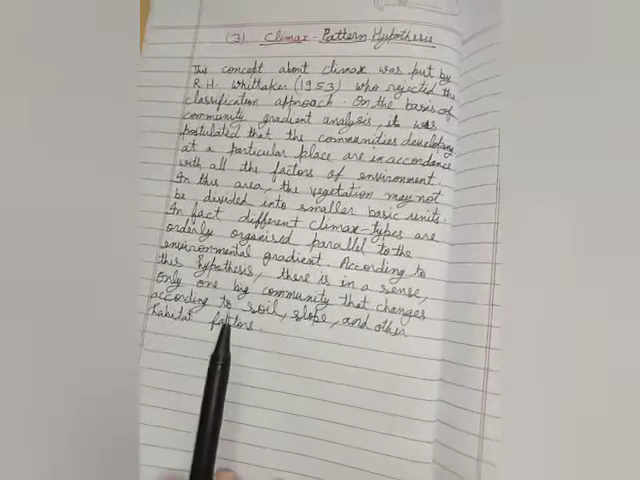 (3) Climax-Pattern Hypothesis
This concept about climax was put by
R.H. Whittaker (1953) who rejected the
classification approach. On the basis of
community gradient analysis, it was
postulated that the communities developing
at a particular place are in accordance
with all the factors of environment.
In this area, the vegetation may not
be divided into smaller basic units.
In fact different climax-types are
orderly organised parallel to the
environmental gradient. According to
this hypothesis, there is in a sense,
only one big community that changes
according to soil, slope, and other
habitat factors.